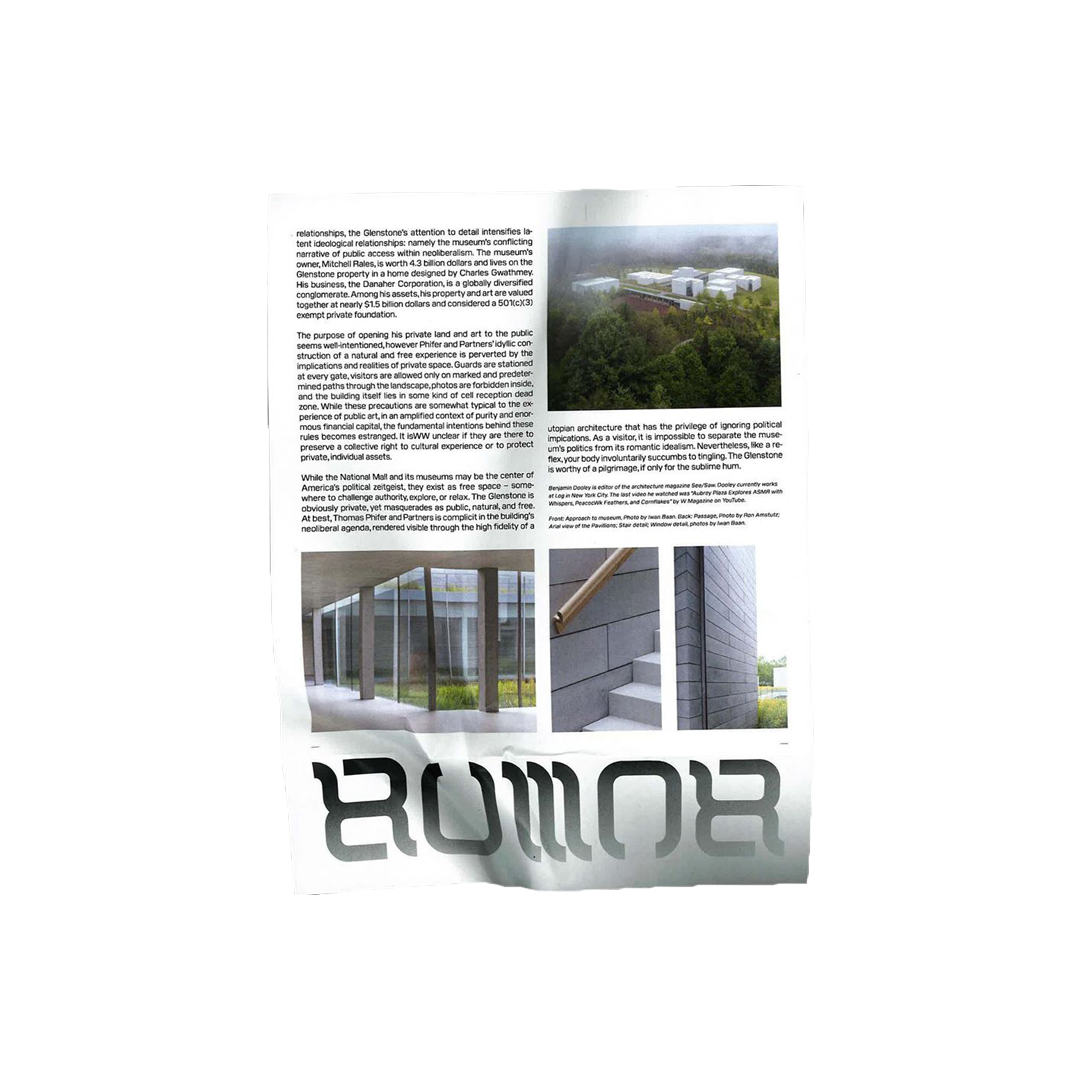 relationships, the Glenstone's attention to detail intensifies la-
tent ideological relationships: namely the museum's conflicting
narrative of public access within neoliberalism. The museum's
owner, Mitchell Rales, is worth 4.3 billion dollars and lives on the
Glenstone property in a home designed by Charles Gwathmey.
His business, the Danaher Corporation, is a globally diversified
conglomerate. Among his assets, his property and art are valued
together at nearly $1.5 billion dollars and considered a 501(c)(3)
exempt private foundation.
The purpose of opening his private land and art to the public
seems well-intentioned, however Phifer and Partners' idyllic con-
struction of a natural and free experience is perverted by the
implications and realities of private space. Guards are stationed
at every gate, visitors are allowed only on marked and predeter-
mined paths through the landscape, photos are forbidden inside,
and the building itself lies in some kind of cell reception dead
zone. While these precautions are somewhat typical to the ex-
perience of public art, in an amplified context of purity and enor-
mous financial capital, the fundamental intentions behind these
rules becomes estranged. It isWW unclear if they are there to
preserve a collective right to cultural experience or to protect
private, individual assets.
While the National Mall and its museums may be the center of
America's political zeitgeist, they exist as free space – some-
where to challenge authority, explore, or relax. The Glenstone is
obviously private, yet masquerades as public, natural, and free.
At best, Thomas Phifer and Partners is complicit in the building's
neoliberal agenda, rendered visible through the high fidelity of a
utopian architecture that has the privilege of ignoring political
impications. As a visitor, it is impossible to separate the muse-
um's politics from its romantic idealism. Nevertheless, like a re-
flex, your body involuntarily succumbs to tingling. The Glenstone
is worthy of a pilgrimage, if only for the sublime hum.
Benjamin Dooley is editor of the architecture magazine See/Saw. Dooley currently works
at Log in New York City. The last video he watched was "Aubrey Plaza Explores ASMR with
Whispers, PeacocWk Feathers, and Cornflakes" by W Magazine on YouTube.
Front: Approach to museum, Photo by Iwan Baan. Back: Passage, Photo by Ron Amstutz;
Arial view of the Pavilions; Stair detail; Window detail, photos by Iwan Baan.
RUMOR